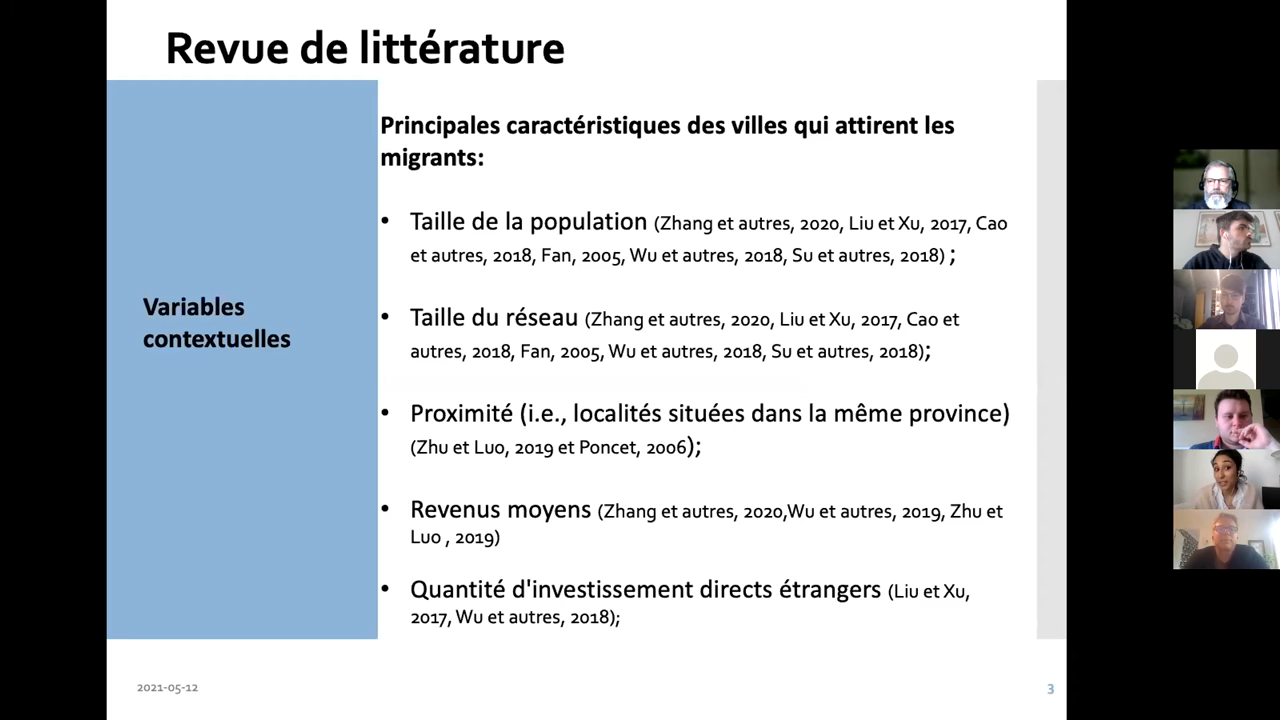 Revue de littérature
Principales caractéristiques des villes qui attirent les
migrants:
• Taille de la population (Zhang et autres, 2020, Liu et Xu, 2017, Cao
et autres, 2018, Fan, 2005, Wu et autres, 2018, Su et autres, 2018) ;
Variables
contextuelles
• Taille du réseau (Zhang et autres, 2020, Liu et Xu, 2017, Cao et
autres, 2018, Fan, 2005, Wu et autres, 2018, Su et autres, 2018);
• Proximité (i.e., localités situées dans la même province)
(Zhu et Luo, 2019 et Poncet, 2006);
• Revenus moyens (Zhang et autres, 2020,Wu et autres, 2019, Zhu et
Luo , 2019)
• Quantité d'investissement directs étrangers (Liu et Xu,
2017, Wu et autres, 2018);
2021-05-12
3